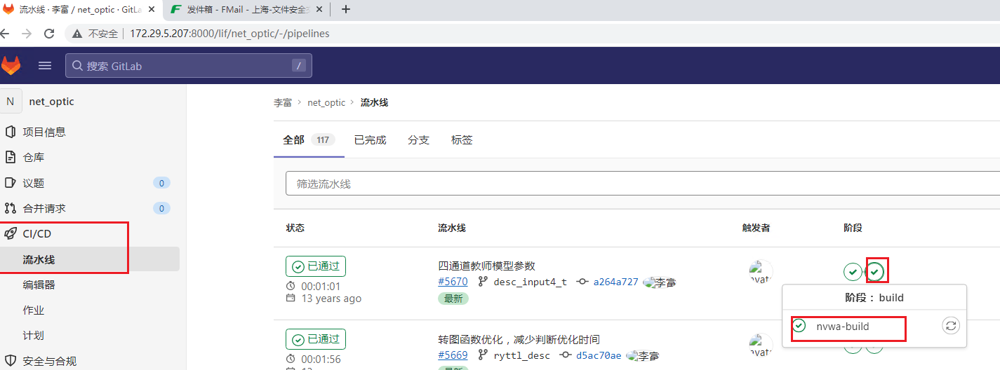 流水线 · 李富 / net_optic · GitLa
发件箱 - FMail - 上海-文件安全交
不安全 172.29.5.207:8000/lif/net_optic/-/pipelines
搜索 GitLab /
N net_optic
项目信息
仓库
议题 0
合并请求 0
CI/CD
流水线
编辑器
作业
计划
安全与合规
李富 > net_optic > 流水线
全部 117 已完成 分支 标签
筛选流水线
状态 流水线 触发者 阶段
已通过 四通道教师模型参数
00:01:01 #5670 desc_input4_t a264a727 李富
13 years ago 最新
avata
阶段：build
nvwa-build
已通过 转图函数优化，减少判断优化时间
00:01:56 #5669 ryttl_desc d5ac70ae 李富
最新
avata